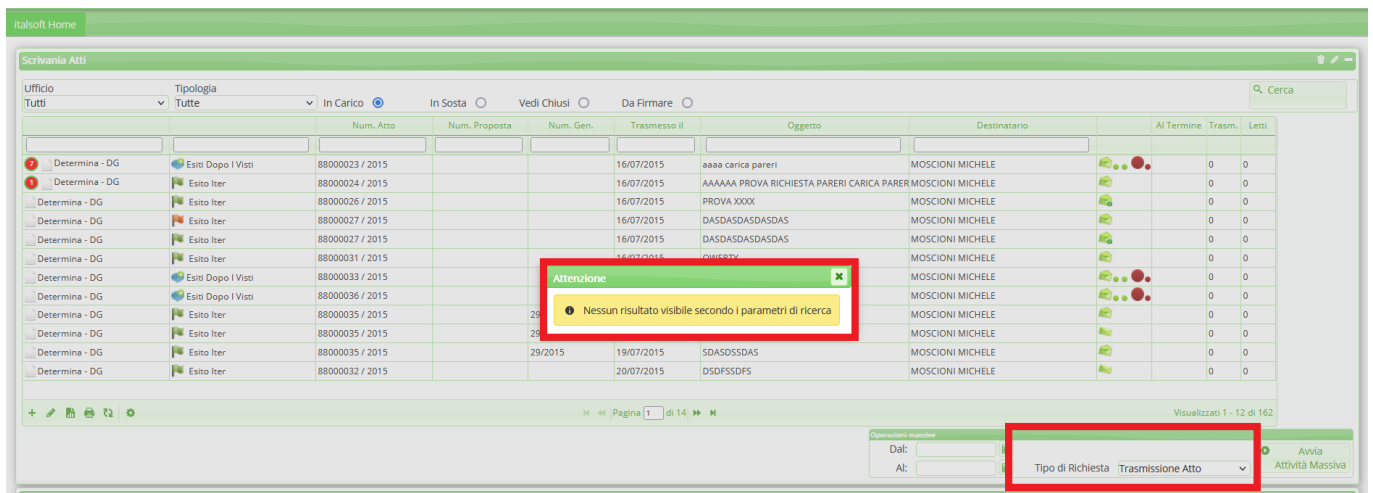 italsoft Home
Scrivania Atti
Ufficio Tipologia
Tutti Tutte In Carico In Sosta Vedi Chiusi Da Firmare Cerca
Num. Atto Num. Proposta Num. Gen. Trasmesso il Oggetto Destinatario Al Termine Trasm. Letti
7 Determina - DG Esiti Dopo I Visti 88000023 / 2015 16/07/2015 aaaa carica pareri MOSCIONI MICHELE 0 0
1 Determina - DG Esito Iter 88000024 / 2015 16/07/2015 AAAAAA PROVA RICHIESTA PARERI CARICA PARER MOSCIONI MICHELE 0 0
Determina - DG Esito Iter 88000026 / 2015 16/07/2015 PROVA XXXX MOSCIONI MICHELE 0 0
Determina - DG Esito Iter 88000027 / 2015 16/07/2015 DASDASDASDASDAS MOSCIONI MICHELE 0 0
Determina - DG Esito Iter 88000027 / 2015 16/07/2015 DASDASDASDASDAS MOSCIONI MICHELE 0 0
Determina - DG Esito Iter 88000031 / 2015 16/07/2015 QWERTY MOSCIONI MICHELE 0 0
Determina - DG Esiti Dopo I Visti 88000033 / 2015 MOSCIONI MICHELE 0 0
Attenzione
Determina - DG Esiti Dopo I Visti 88000036 / 2015 MOSCIONI MICHELE 0 0
Nessun risultato visibile secondo i parametri di ricerca
Determina - DG Esito Iter 88000035 / 2015 29 MOSCIONI MICHELE 0 0
Determina - DG Esito Iter 88000035 / 2015 29 MOSCIONI MICHELE 0 0
Determina - DG Esito Iter 88000035 / 2015 29/2015 19/07/2015 SDASDSSDAS MOSCIONI MICHELE 0 0
Determina - DG Esito Iter 88000032 / 2015 20/07/2015 DSDFSSDFS MOSCIONI MICHELE 0 0
Pagina 1 di 14 Visualizzati 1 - 12 di 162
Operazioni massive
Dal:
Al: Tipo di Richiesta Trasmissione Atto
Avvia
Attività Massiva